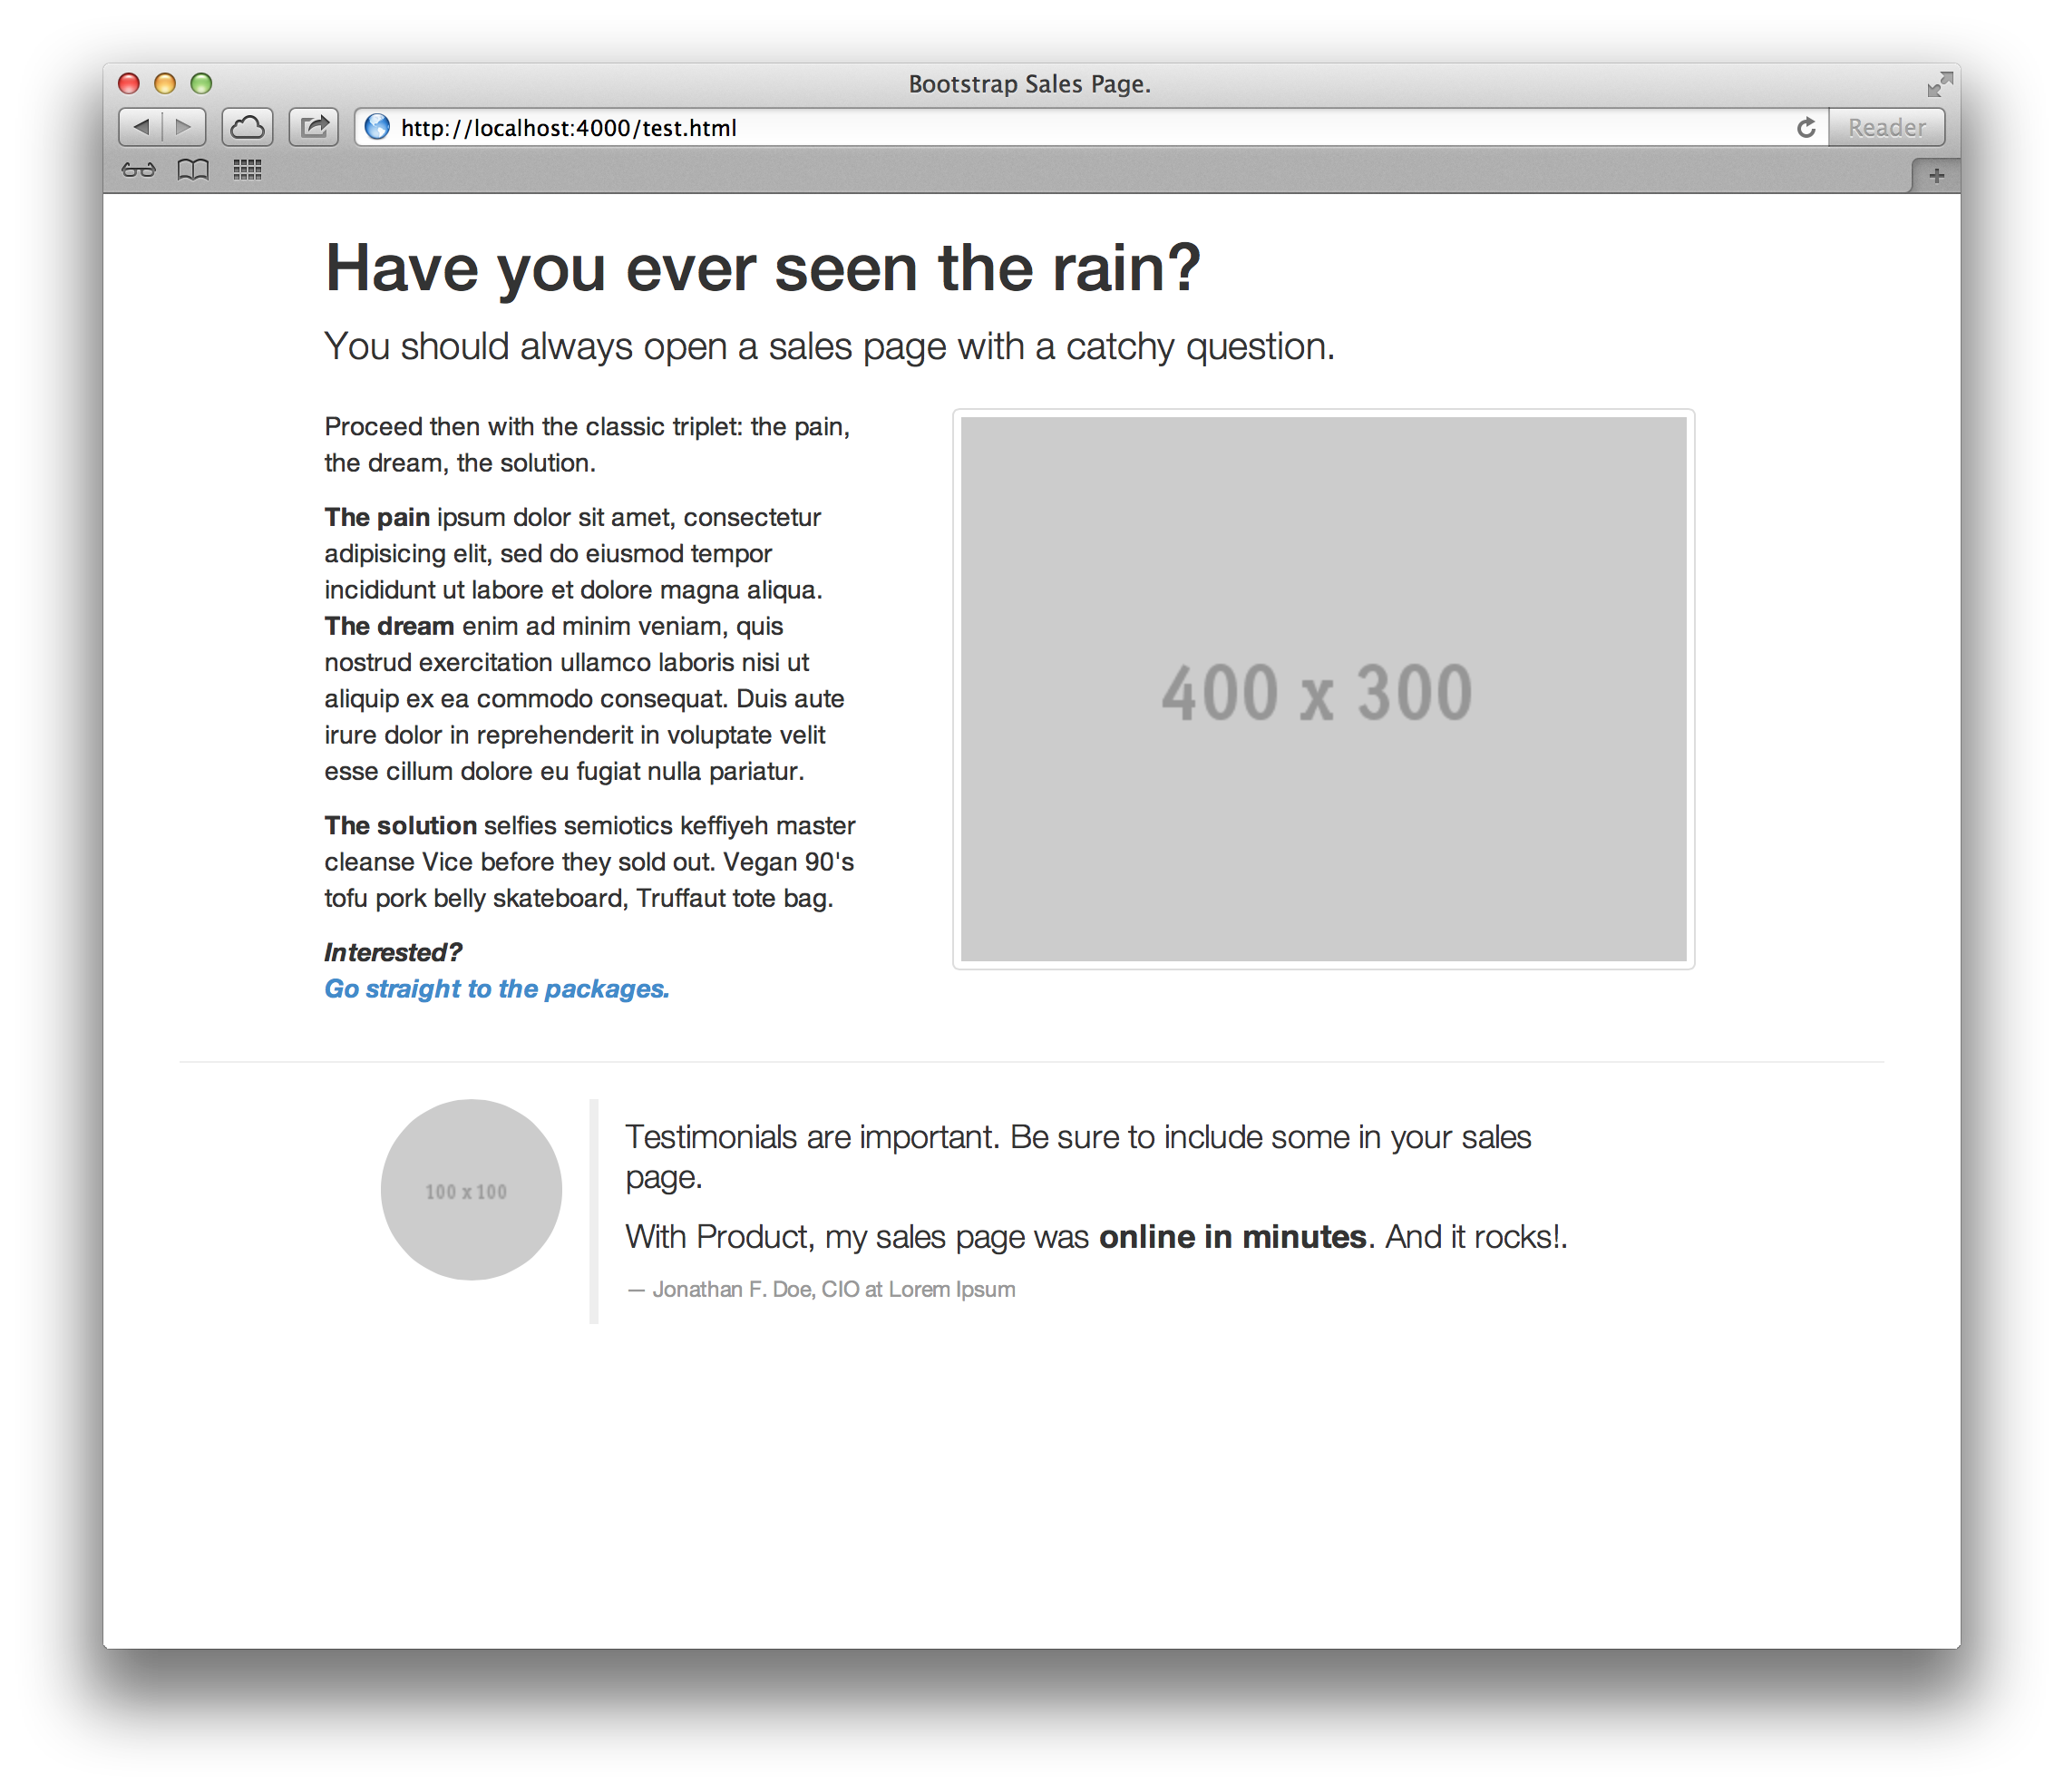 Bootstrap Sales Page.
http://localhost:4000/test.html
Reader
Have you ever seen the rain?
You should always open a sales page with a catchy question.
Proceed then with the classic triplet: the pain,
the dream, the solution.
The pain ipsum dolor sit amet, consectetur
adipisicing elit, sed do eiusmod tempor
incididunt ut labore et dolore magna aliqua.
The dream enim ad minim veniam, quis
nostrud exercitation ullamco laboris nisi ut
aliquip ex ea commodo consequat. Duis aute
irure dolor in reprehenderit in voluptate velit
esse cillum dolore eu fugiat nulla pariatur.
The solution selfies semiotics keffiyeh master
cleanse Vice before they sold out. Vegan 90's
tofu pork belly skateboard, Truffaut tote bag.
Interested?
Go straight to the packages.
400 x 300
100 x 100
Testimonials are important. Be sure to include some in your sales
page.
With Product, my sales page was online in minutes. And it rocks!.
— Jonathan F. Doe, CIO at Lorem Ipsum